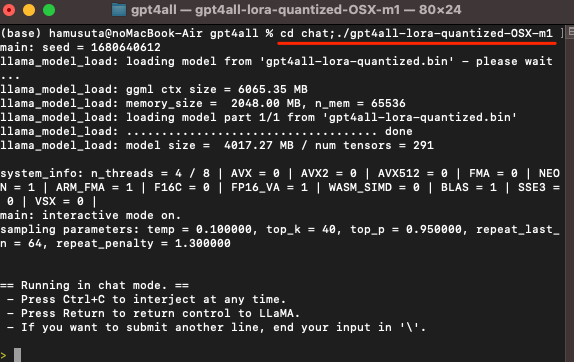 gpt4all — gpt4all-lora-quantized-OSX-m1 — 80×24
(base) hamusuta@noMacBook-Air gpt4all % cd chat;./gpt4all-lora-quantized-OSX-m1 ]
main: seed = 1680640612
llama_model_load: loading model from 'gpt4all-lora-quantized.bin' - please wait
...
llama_model_load: ggml ctx size = 6065.35 MB
llama_model_load: memory_size =  2048.00 MB, n_mem = 65536
llama_model_load: loading model part 1/1 from 'gpt4all-lora-quantized.bin'
llama_model_load: .................................... done
llama_model_load: model size =  4017.27 MB / num tensors = 291
system_info: n_threads = 4 / 8 | AVX = 0 | AVX2 = 0 | AVX512 = 0 | FMA = 0 | NEO
N = 1 | ARM_FMA = 1 | F16C = 0 | FP16_VA = 1 | WASM_SIMD = 0 | BLAS = 1 | SSE3 =
 0 | VSX = 0 |
main: interactive mode on.
sampling parameters: temp = 0.100000, top_k = 40, top_p = 0.950000, repeat_last_
n = 64, repeat_penalty = 1.300000
== Running in chat mode. ==
 - Press Ctrl+C to interject at any time.
 - Press Return to return control to LLaMA.
 - If you want to submit another line, end your input in '\'.
>